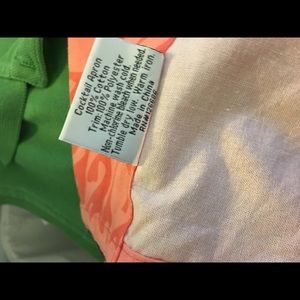 Cocktail Apron
100% Cotton
Trim:100% Polyester
Machine wash cold.
Non-chlorine bleach when needed.
Tumble dry low. Warm iron.
Made in China